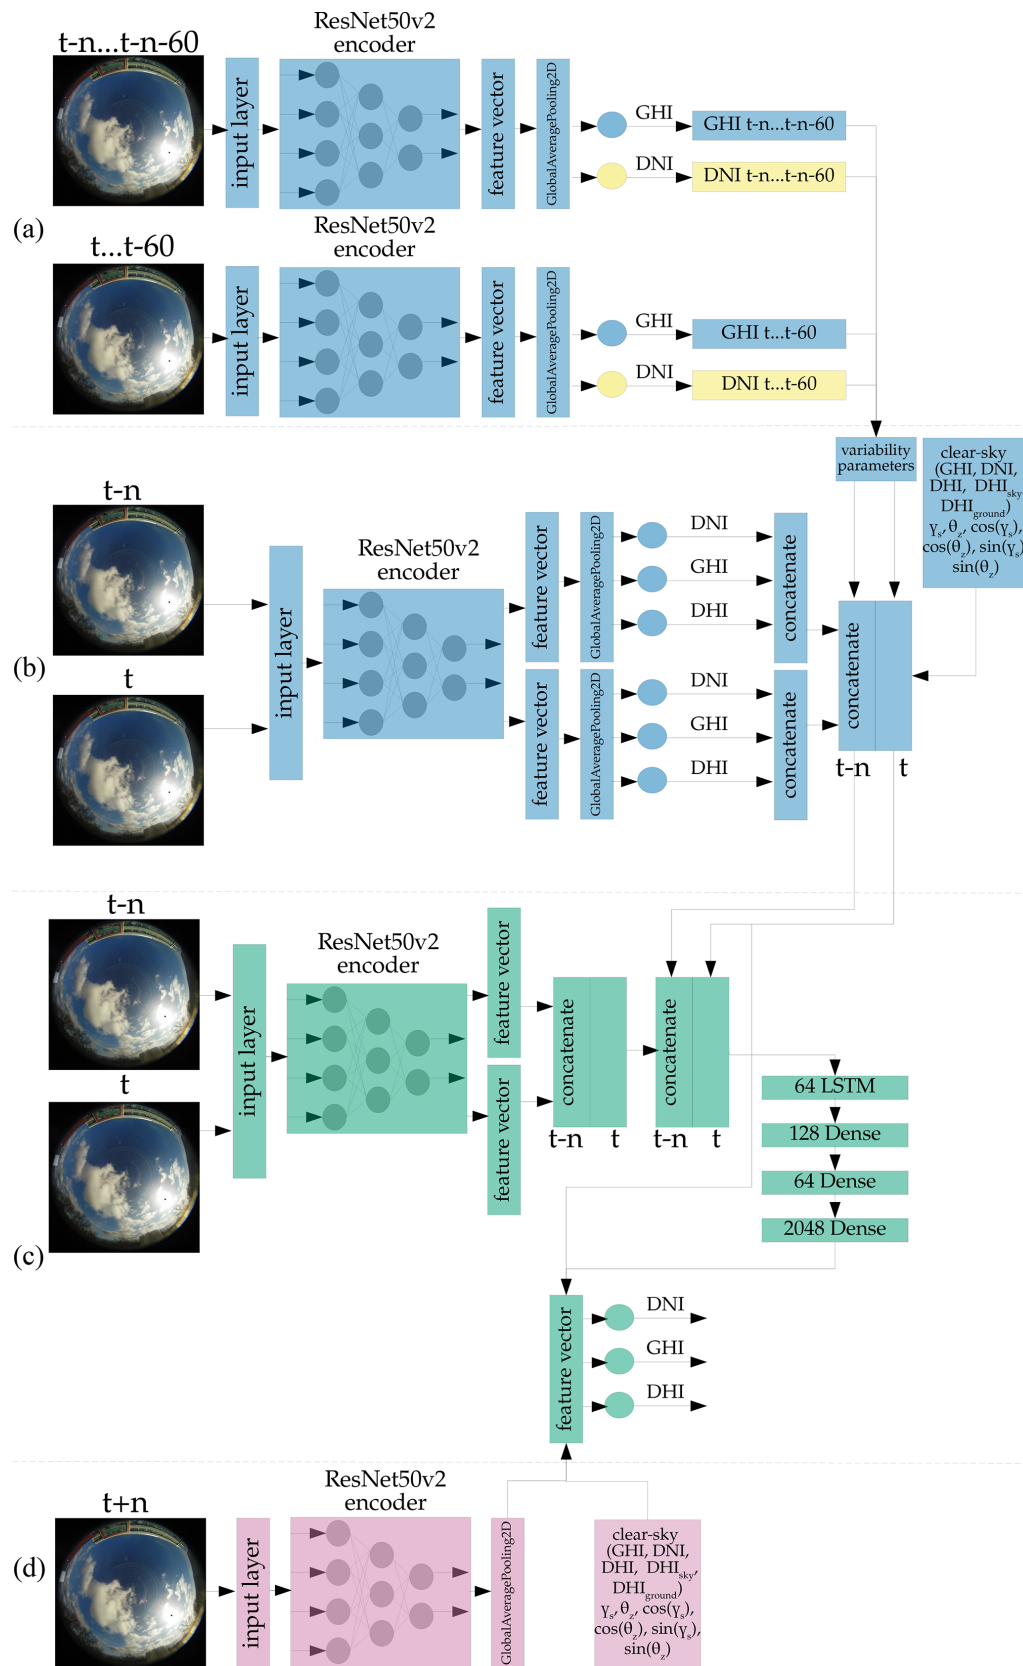 t-n...t-n-60
ResNet50v2
encoder
input layer
feature vector
GlobalAveragePooling2D
GHI
GHI t-n...t-n-60
DNI
DNI t-n...t-n-60
(a)
t...t-60
ResNet50v2
encoder
input layer
feature vector
GlobalAveragePooling2D
GHI
GHI t...t-60
DNI
DNI t...t-60
variability
parameters
clear-sky
(GHI, DNI,
DHI, DHIsky
DHIground)
γs, θz, cos(γs),
cos(θz), sin(γs)
sin(θz)
t-n
ResNet50v2
encoder
input layer
feature vector
GlobalAveragePooling2D
DNI
GHI
DHI
concatenate
(b)
t
feature vector
GlobalAveragePooling2D
DNI
GHI
DHI
concatenate
concatenate
t-n t
t-n
ResNet50v2
encoder
input layer
feature vector
t
feature vector
concatenate
t-n t
concatenate
t-n t
64 LSTM
128 Dense
64 Dense
2048 Dense
(c)
feature vector
DNI
GHI
DHI
(d)
t+n
ResNet50v2
encoder
input layer
GlobalAveragePooling2D
clear-sky
(GHI, DNI,
DHI, DHIsky,
DHIground)
γs, θz, cos(γs),
cos(θz), sin(γs),
sin(θz)